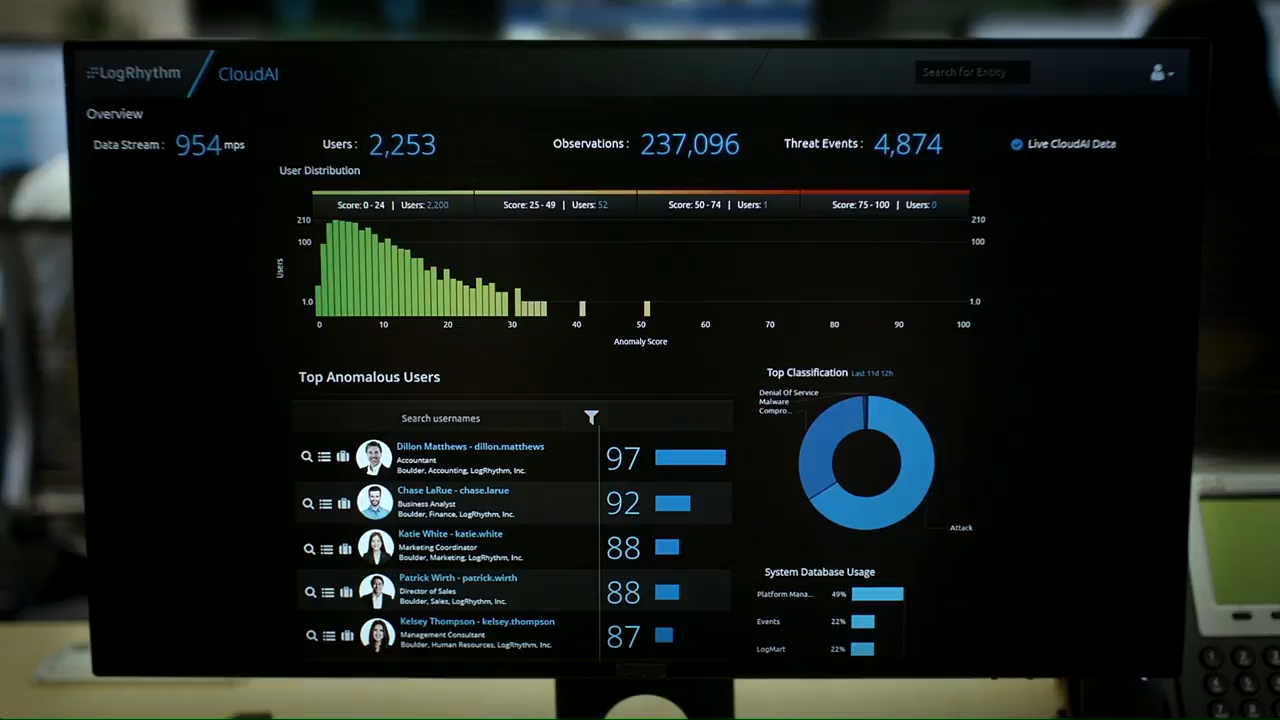 LogRhythm CloudAI Search for Entity
Overview
Data Stream: 954 mps Users: 2,253 Observations: 237,096 Threat Events: 4,874 Live CloudAI Data
User Distribution
Score: 0 - 24 | Users: 2,200 Score: 25 - 49 | Users: 52 Score: 50 - 74 | Users: 1 Score: 75 - 100 | Users: 0
210 210
100 100
Users
1.0 1.0
0 10 20 30 40 50 60 70 80 90 100
Anomaly Score
Top Anomalous Users
Search usernames
Dillon Matthews - dillon.matthews
Accountant
Boulder, Accounting, LogRhythm, Inc.
97
Chase LaRue - chase.larue
Business Analyst
Boulder, Finance, LogRhythm, Inc.
92
Katie White - katie.white
Marketing Coordinator
Boulder, Marketing, LogRhythm, Inc.
88
Patrick Wirth - patrick.wirth
Director of Sales
Boulder, Sales, LogRhythm, Inc.
88
Kelsey Thompson - kelsey.thompson
Management Consultant
Boulder, Human Resources, LogRhythm, Inc.
87
Top Classification Last 11d 12h
Denial Of Service
Malware
Compro...
Attack
System Database Usage
Platform Mana... 49%
Events 22%
LogMart 22%